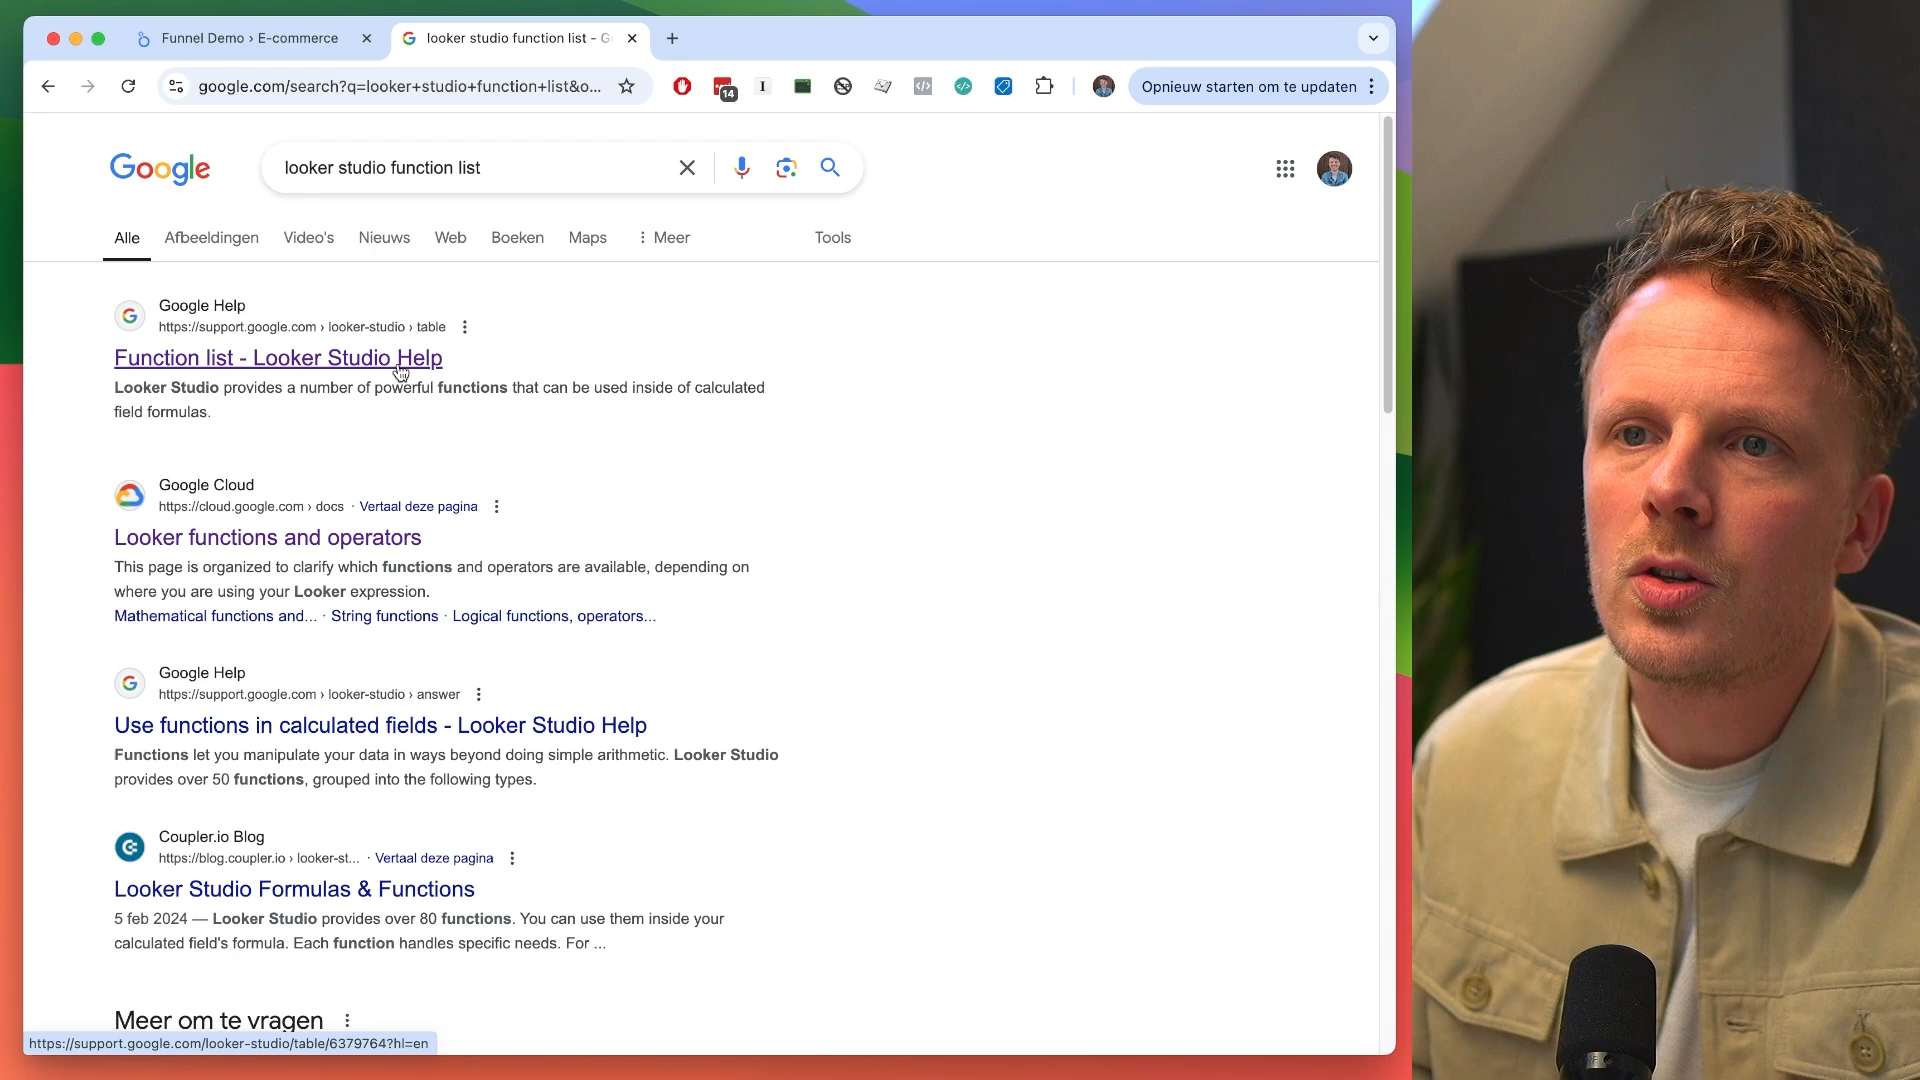 Funnel Demo › E-commerce
looker studio function list - G
google.com/search?q=looker+studio+function+list&o...
14
Opnieuw starten om te updaten
Google
looker studio function list
Alle
Afbeeldingen
Video's
Nieuws
Web
Boeken
Maps
Meer
Tools
Google Help
https://support.google.com › looker-studio › table
Function list - Looker Studio Help
Looker Studio provides a number of powerful functions that can be used inside of calculated
field formulas.
Google Cloud
https://cloud.google.com › docs · Vertaal deze pagina
Looker functions and operators
This page is organized to clarify which functions and operators are available, depending on
where you are using your Looker expression.
Mathematical functions and... · String functions · Logical functions, operators...
Google Help
https://support.google.com › looker-studio › answer
Use functions in calculated fields - Looker Studio Help
Functions let you manipulate your data in ways beyond doing simple arithmetic. Looker Studio
provides over 50 functions, grouped into the following types.
Coupler.io Blog
https://blog.coupler.io › looker-st... · Vertaal deze pagina
Looker Studio Formulas & Functions
5 feb 2024 — Looker Studio provides over 80 functions. You can use them inside your
calculated field's formula. Each function handles specific needs. For ...
Meer om te vragen
https://support.google.com/looker-studio/table/6379764?hl=en